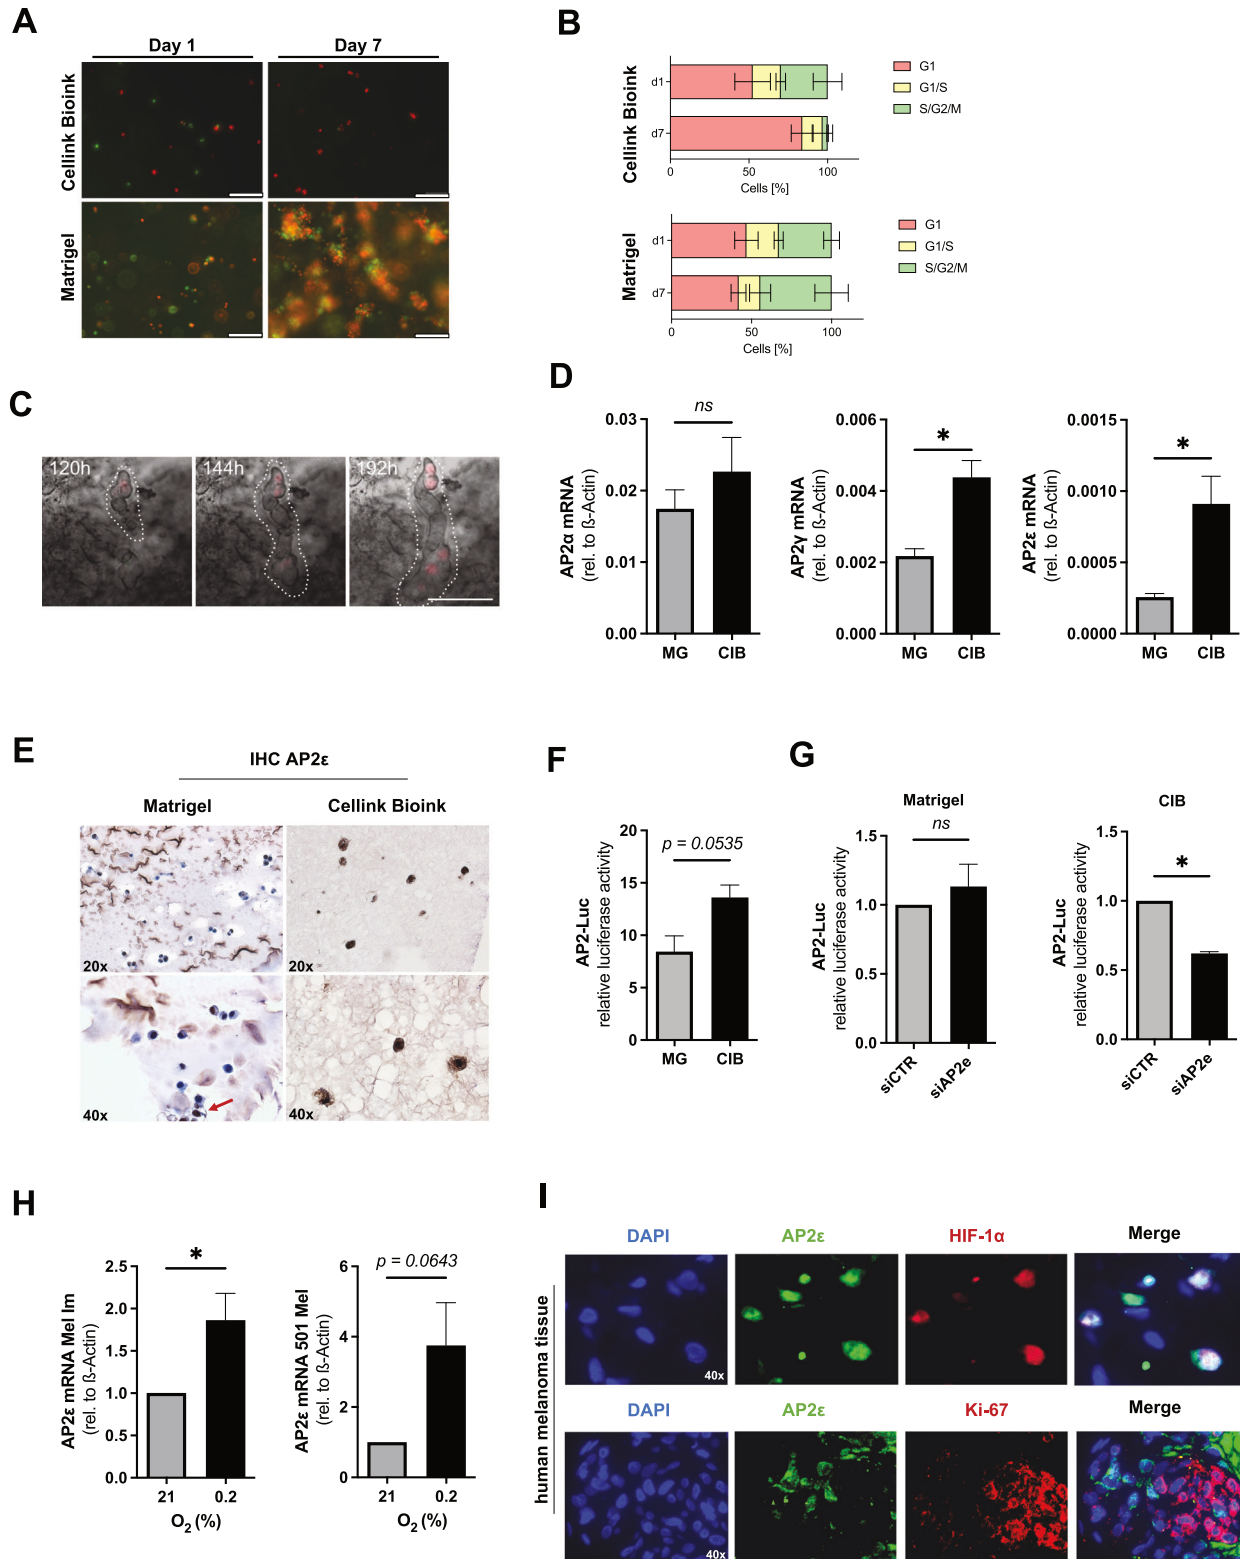 A
Day 1
Day 7
Cellink Bioink
Matrigel
B
Cellink Bioink
d1
d7
0
50
100
Cells [%]
G1
G1/S
S/G2/M
Matrigel
d1
d7
0
50
100
Cells [%]
G1
G1/S
S/G2/M
C
120h
144h
192h
D
AP2α mRNA
(rel. to ß-Actin)
0.03
0.02
0.01
0.00
ns
MG
CIB
AP2γ mRNA
(rel. to ß-Actin)
0.006
0.004
0.002
0.000
*
MG
CIB
AP2ε mRNA
(rel. to ß-Actin)
0.0015
0.0010
0.0005
0.0000
*
MG
CIB
E
IHC AP2ε
Matrigel
Cellink Bioink
20x
20x
40x
40x
F
AP2-Luc
relative luciferase activity
20
15
10
5
0
p = 0.0535
MG
CIB
G
Matrigel
AP2-Luc
relative luciferase activity
1.5
1.0
0.5
0.0
ns
siCTR
siAP2e
CIB
AP2-Luc
relative luciferase activity
1.5
1.0
0.5
0.0
*
siCTR
siAP2e
H
AP2ε mRNA Mel Im
(rel. to ß-Actin)
2.5
2.0
1.5
1.0
0.5
0.0
*
21
0.2
O2 (%)
AP2ε mRNA 501 Mel
(rel. to ß-Actin)
6
4
2
0
p = 0.0643
21
0.2
O2 (%)
I
human melanoma tissue
DAPI
AP2ε
HIF-1α
Merge
40x
DAPI
AP2ε
Ki-67
Merge
40x